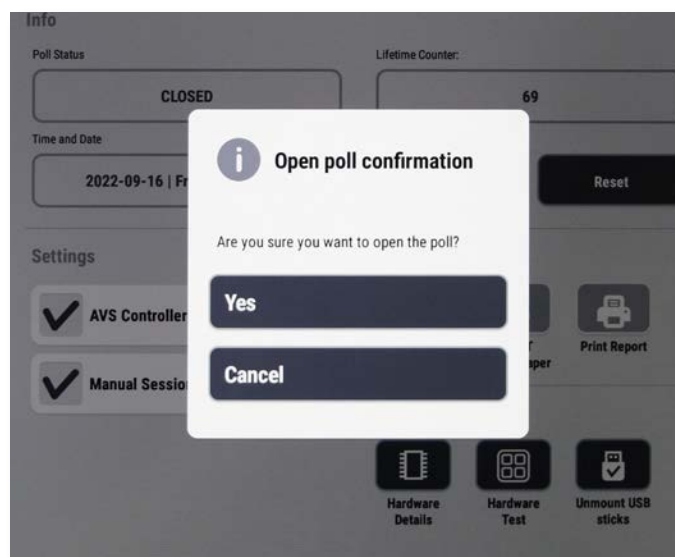 Info
Poll Status
Lifetime Counter:
CLOSED
69
Time and Date
2022-09-16 | Fr
Reset
Open poll confirmation
Are you sure you want to open the poll?
Yes
Cancel
Settings
AVS Controller
Manual Sessio
Print Report
per
Hardware
Details
Hardware
Test
Unmount USB
sticks